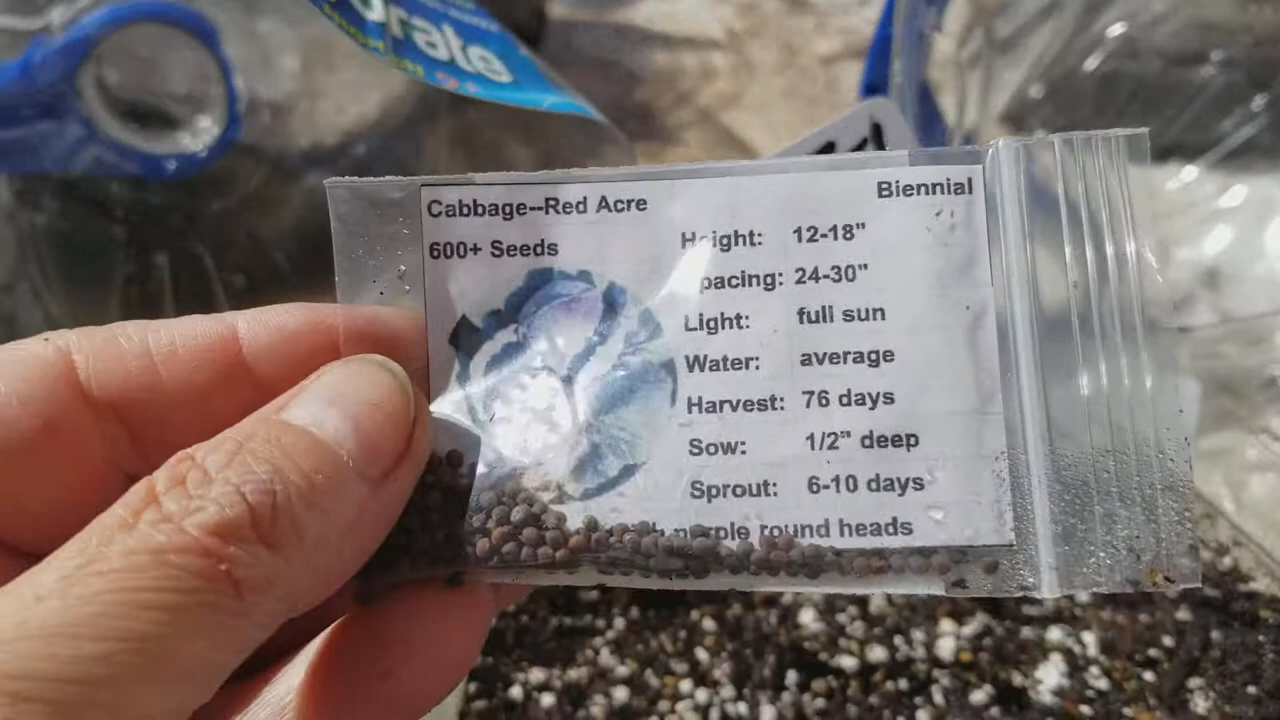 rate
Cabbage--Red Acre
Biennial
600+ Seeds
Height: 12-18"
pacing: 24-30"
Light: full sun
Water: average
Harvest: 76 days
Sow: 1/2" deep
Sprout: 6-10 days
purple round heads